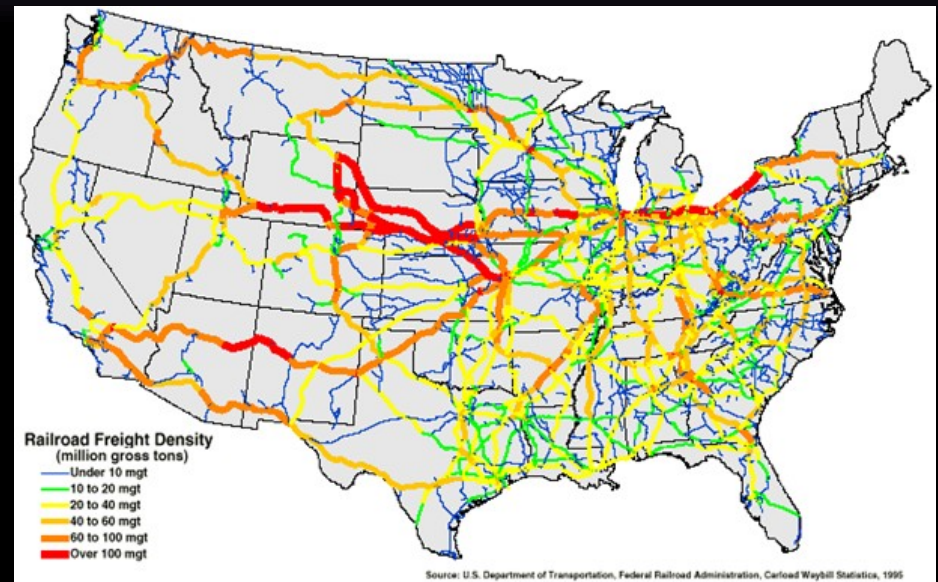 Railroad Freight Density
(million gross tons)
Under 10 mgt
10 to 20 mgt
20 to 40 mgt
40 to 60 mgt
60 to 100 mgt
Over 100 mgt
Source: U.S. Department of Transportation, Federal Railroad Administration, Carload Waybill Statistics, 1995